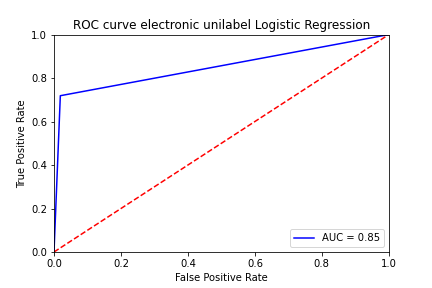 ROC curve electronic unilabel Logistic Regression
1.0
0.8
0.6
0.4
0.2
0.0
True Positive Rate
0.0 0.2 0.4 0.6 0.8 1.0
False Positive Rate
AUC = 0.85